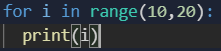 for i in range(10,20):
  print(i)